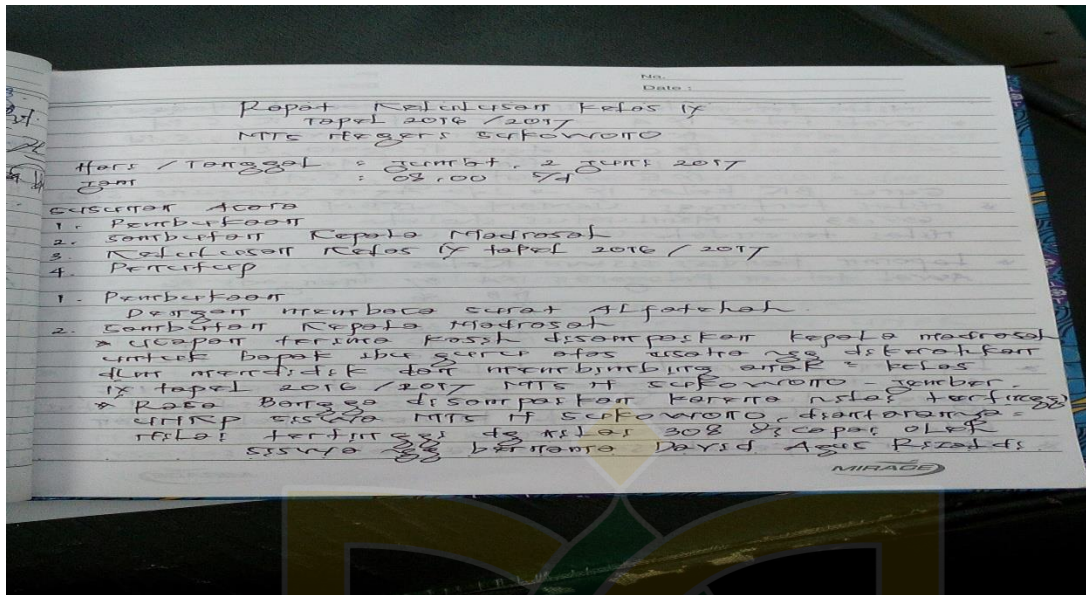 No.
Date :
Rapat Kelulusan Kelas IX
Tapel 2016 / 2017
MTs Negeri Sukowono
Hari / Tanggal : Jum'at, 2 Juni 2017
Jam : 08.00 s/d
Susunan Acara
1. Pembukaan
2. Sambutan Kepala Madrasah
3. Kelulusan Kelas IX tapel 2016 / 2017
4. Penutup
1. Pembukaan
Dengan membaca surat Alfatehah
2. Sambutan Kepala Madrasah
* Ucapan terima kasih disampaikan kepala madrasah
untuk bapak ibu guru atas usaha yg dikerahkan
dlm mendidik dan membimbing anak² kelas
IX tapel 2016 / 2017 MTs N Sukowono - Jember.
* Rasa Bangga disampaikan karena nilai tertinggi
UNKP siswa MTs N Sukowono. diantaranya =
nilai tertinggi dg nilai 308 dicapai oleh
siswa yg bernama David Agus Rizaldi.
MIRAGE